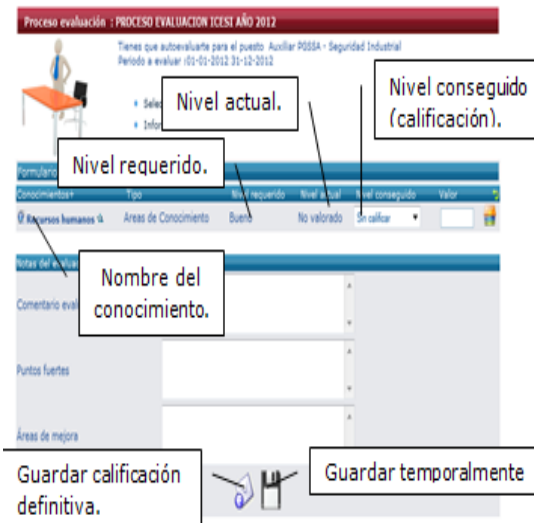 Proceso evaluación : PROCESO EVALUACION ICESI AÑO 2012
Tienes que autoevaluarte para el puesto Auxiliar POSSA - Seguridad Industrial
Periodo a evaluar :01-01-2012 31-12-2012
Nivel actual.
Nivel conseguido
(calificación).
Nivel requerido.
Formulario
Conocimientos+ Tipo Nivel requerido Nivel actual Nivel conseguido Valor
Recursos humanos Areas de Conocimiento Bueno No valorado Sin calificar
Nombre del
conocimiento.
Notas del
Comentario
Puntos fuertes
Áreas de mejora
Guardar calificación
definitiva.
Guardar temporalmente